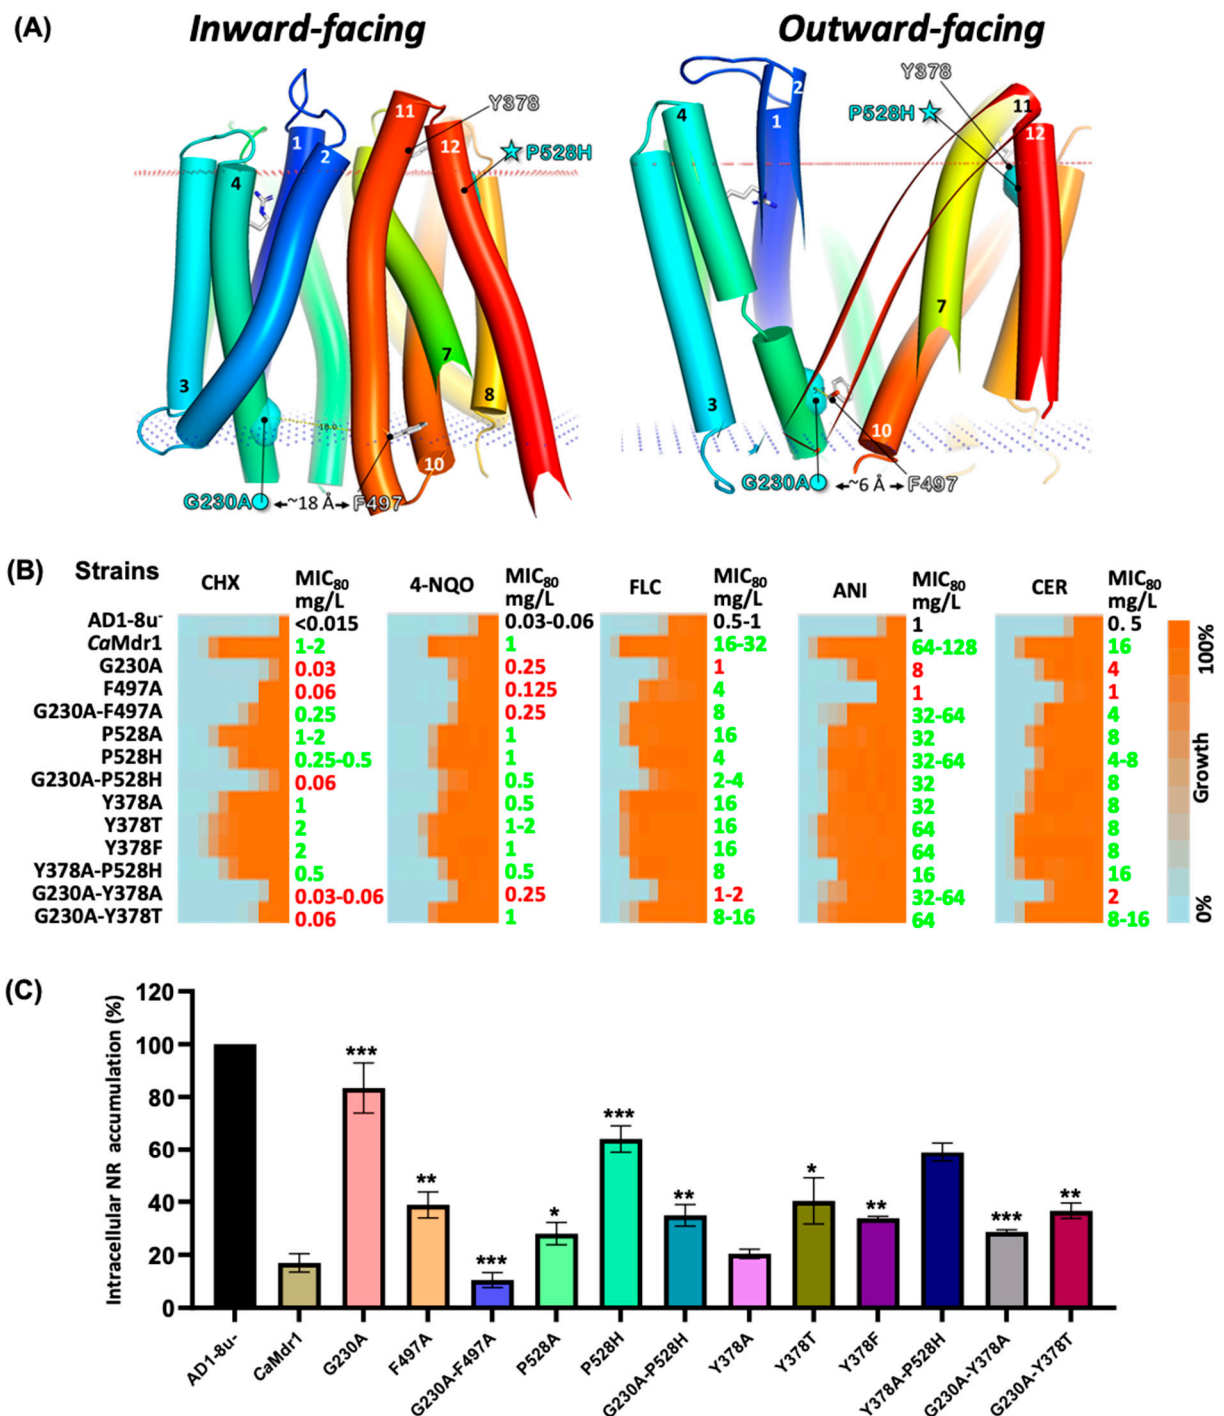 (A)
Inward-facing
Outward-facing
11
Y378
12
P528H
1
2
4
3
7
8
10
18.0
G230A
~18 Å
F497
Y378
P528H
2
11
12
1
4
7
3
10
G230A
~6 Å
F497
(B)
Strains
CHX
MIC80 mg/L
4-NQO
MIC80 mg/L
FLC
MIC80 mg/L
ANI
MIC80 mg/L
CER
MIC80 mg/L
AD1-8u- <0.015 0.03-0.06 0.5-1 1 0. 5
CaMdr1 1-2 1 16-32 64-128 16
G230A 0.03 0.25 1 8 4
F497A 0.06 0.125 4 1 1
G230A-F497A 0.25 0.25 8 32-64 4
P528A 1-2 1 16 32 8
P528H 0.25-0.5 1 4 32-64 4-8
G230A-P528H 0.06 0.5 2-4 32 8
Y378A 1 0.5 16 32 8
Y378T 2 1-2 16 64 8
Y378F 2 1 16 64 8
Y378A-P528H 0.5 0.5 8 16 16
G230A-Y378A 0.03-0.06 0.25 1-2 32-64 2
G230A-Y378T 0.06 1 8-16 64 8-16
100%
Growth
0%
(C)
Intracellular NR accumulation (%)
120
100
80
60
40
20
0
***
**
***
*
***
**
*
**
***
**
AD1-8u-
CaMdr1
G230A
F497A
G230A-F497A
P528A
P528H
G230A-P528H
Y378A
Y378T
Y378F
Y378A-P528H
G230A-Y378A
G230A-Y378T